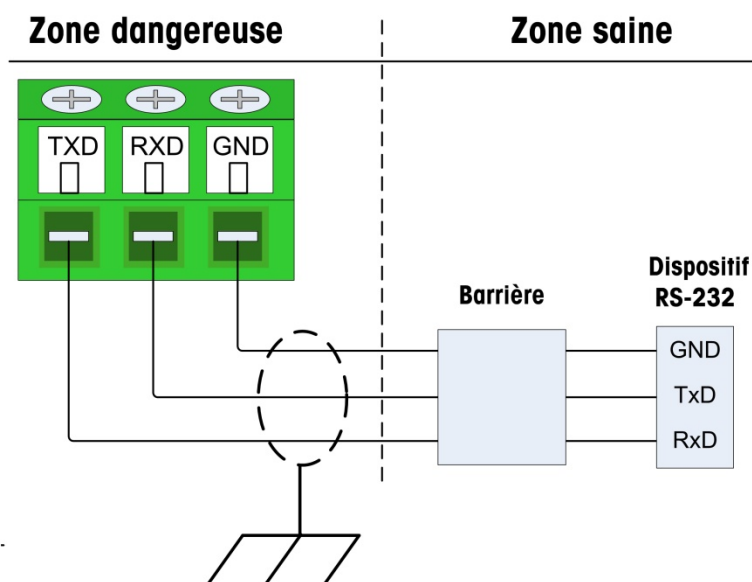 Zone dangereuse
Zone saine
TXD RXD GND
Barrière
Dispositif
RS-232
GND
TxD
RxD